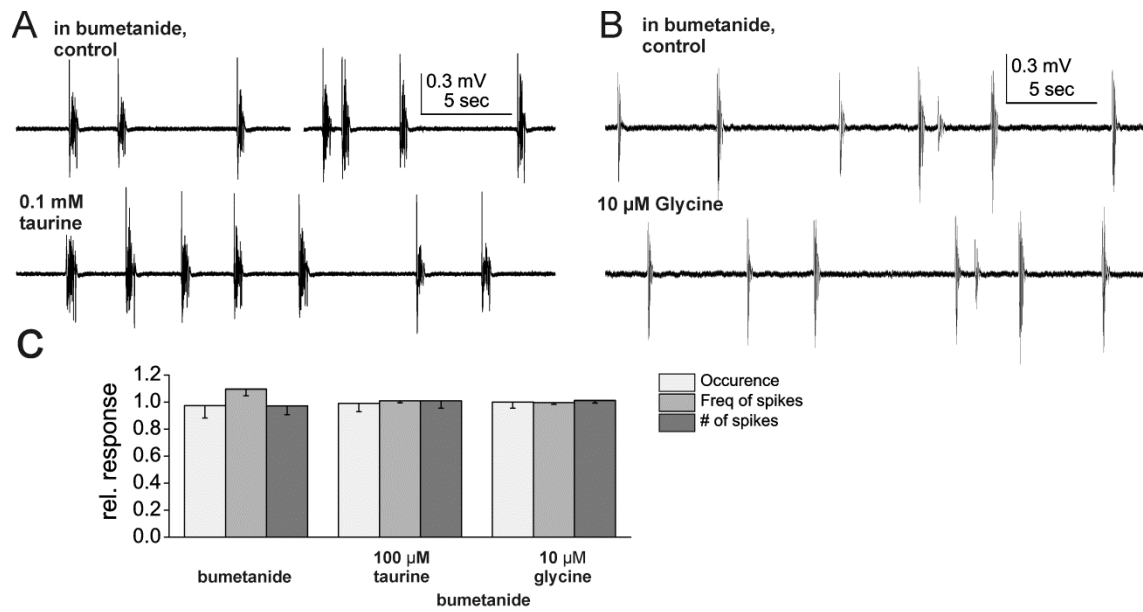 A
in bumetanide,
control
0.3 mV
5 sec
0.1 mM
taurine
B
in bumetanide,
control
0.3 mV
5 sec
10 µM Glycine
C
rel. response
1.2
1.0
0.8
0.6
0.4
0.2
0.0
Occurence
Freq of spikes
# of spikes
bumetanide
100 µM
taurine
10 µM
glycine
bumetanide